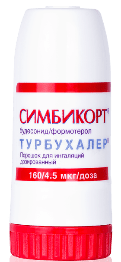 СИМБИКОРТ®
будесонид/формотерол
ТУРБУХАЛЕР®
Порошок для ингаляций
дозированный
160/4.5 мкг/доза